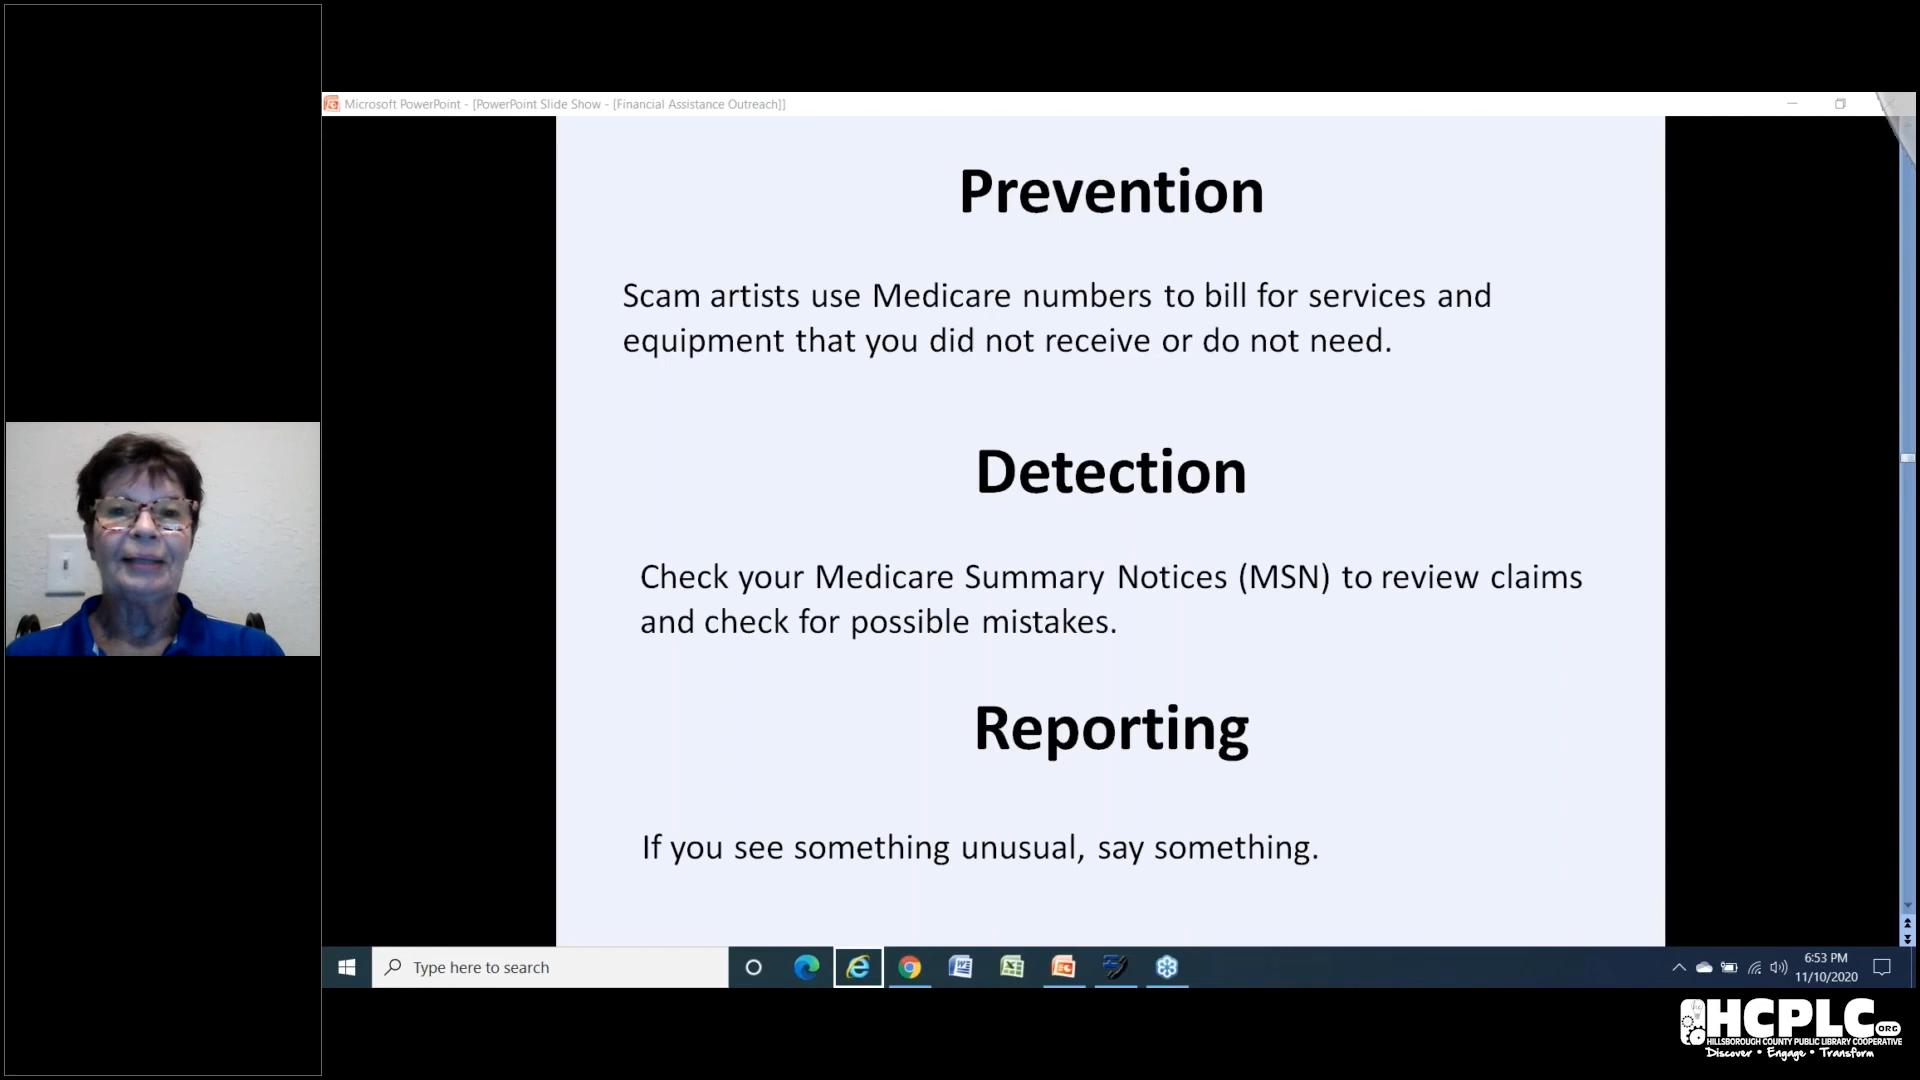 Microsoft PowerPoint - [PowerPoint Slide Show - [Financial Assistance Outreach]]
Prevention
Scam artists use Medicare numbers to bill for services and
equipment that you did not receive or do not need.
Detection
Check your Medicare Summary Notices (MSN) to review claims
and check for possible mistakes.
Reporting
If you see something unusual, say something.
Type here to search
6:53 PM
11/10/2020
HCPLC.ORG
HILLSBOROUGH COUNTY PUBLIC LIBRARY COOPERATIVE
Discover • Engage • Transform